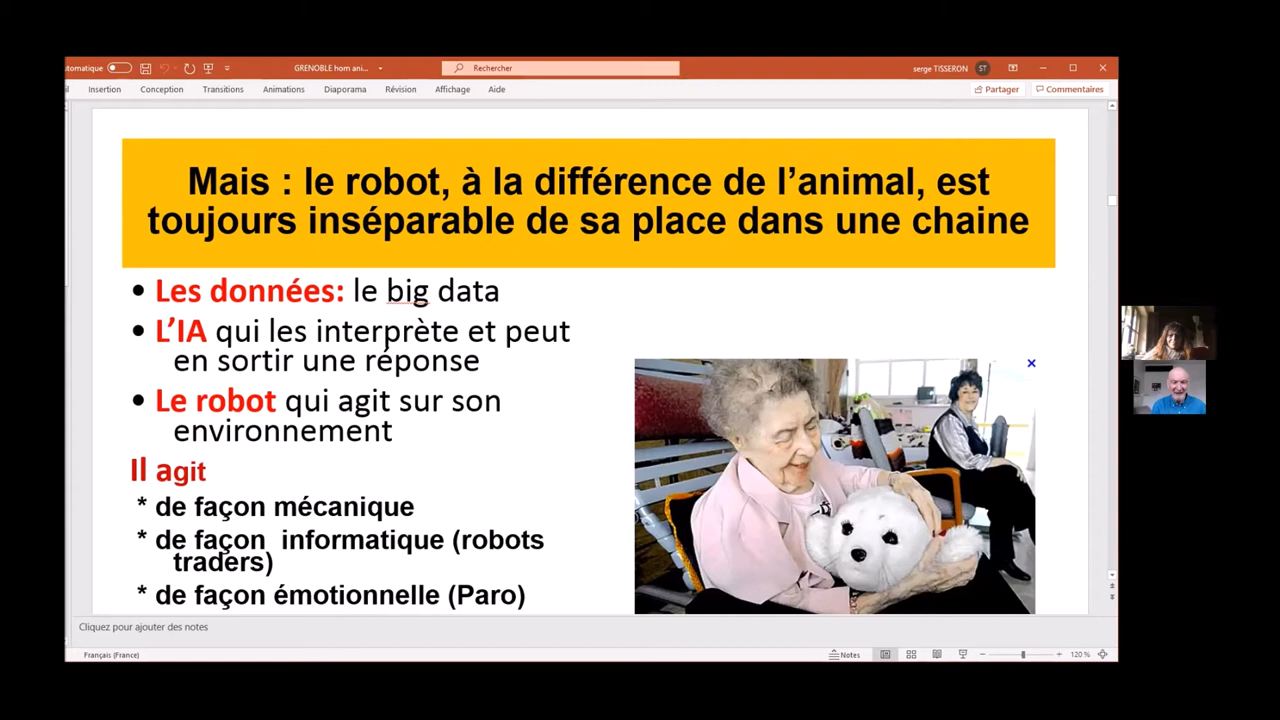 utomatique
GRENOBLE hom ani...
Rechercher
serge TISSERON
ST
Insertion
Conception
Transitions
Animations
Diaporama
Révision
Affichage
Aide
Partager
Commentaires
Mais : le robot, à la différence de l’animal, est
toujours inséparable de sa place dans une chaine
• Les données: le big data
• L’IA qui les interprète et peut
en sortir une réponse
• Le robot qui agit sur son
environnement
Il agit
* de façon mécanique
* de façon informatique (robots
traders)
* de façon émotionnelle (Paro)
Cliquez pour ajouter des notes
Français (France)
Notes
120 %